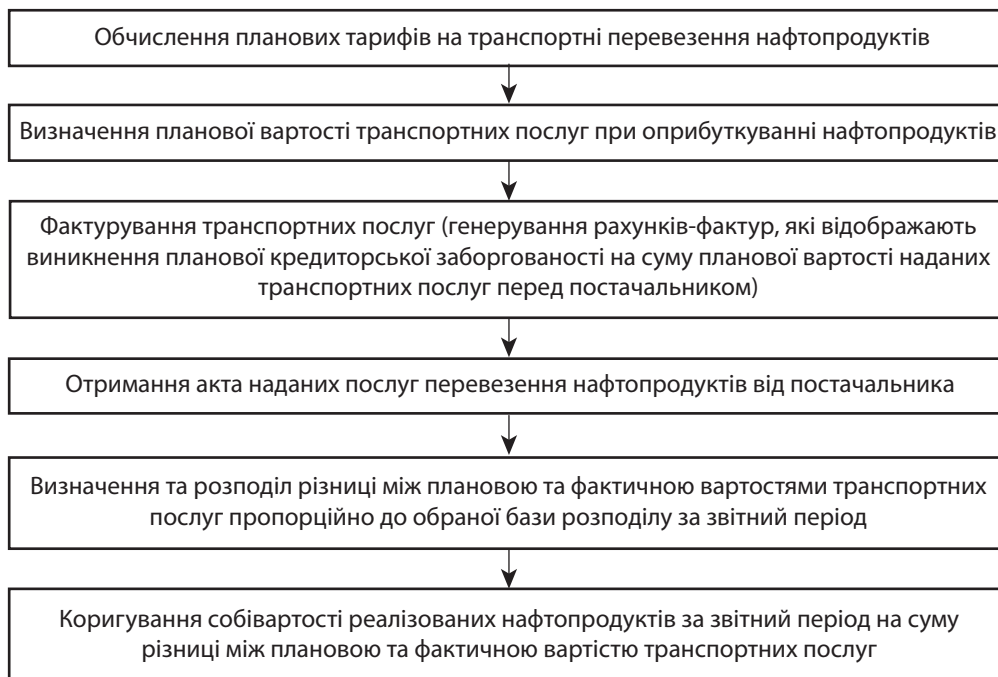 Обчислення планових тарифів на транспортні перевезення нафтопродуктів
Визначення планової вартості транспортних послуг при оприбуткуванні нафтопродуктів
Фактурування транспортних послуг (генерування рахунків-фактур, які відображають
виникнення планової кредиторської заборгованості на суму планової вартості наданих
транспортних послуг перед постачальником)
Отримання акта наданих послуг перевезення нафтопродуктів від постачальника
Визначення та розподіл різниці між плановою та фактичною вартостями транспортних
послуг пропорційно до обраної бази розподілу за звітний період
Коригування собівартості реалізованих нафтопродуктів за звітний період на суму
різниці між плановою та фактичною вартістю транспортних послуг